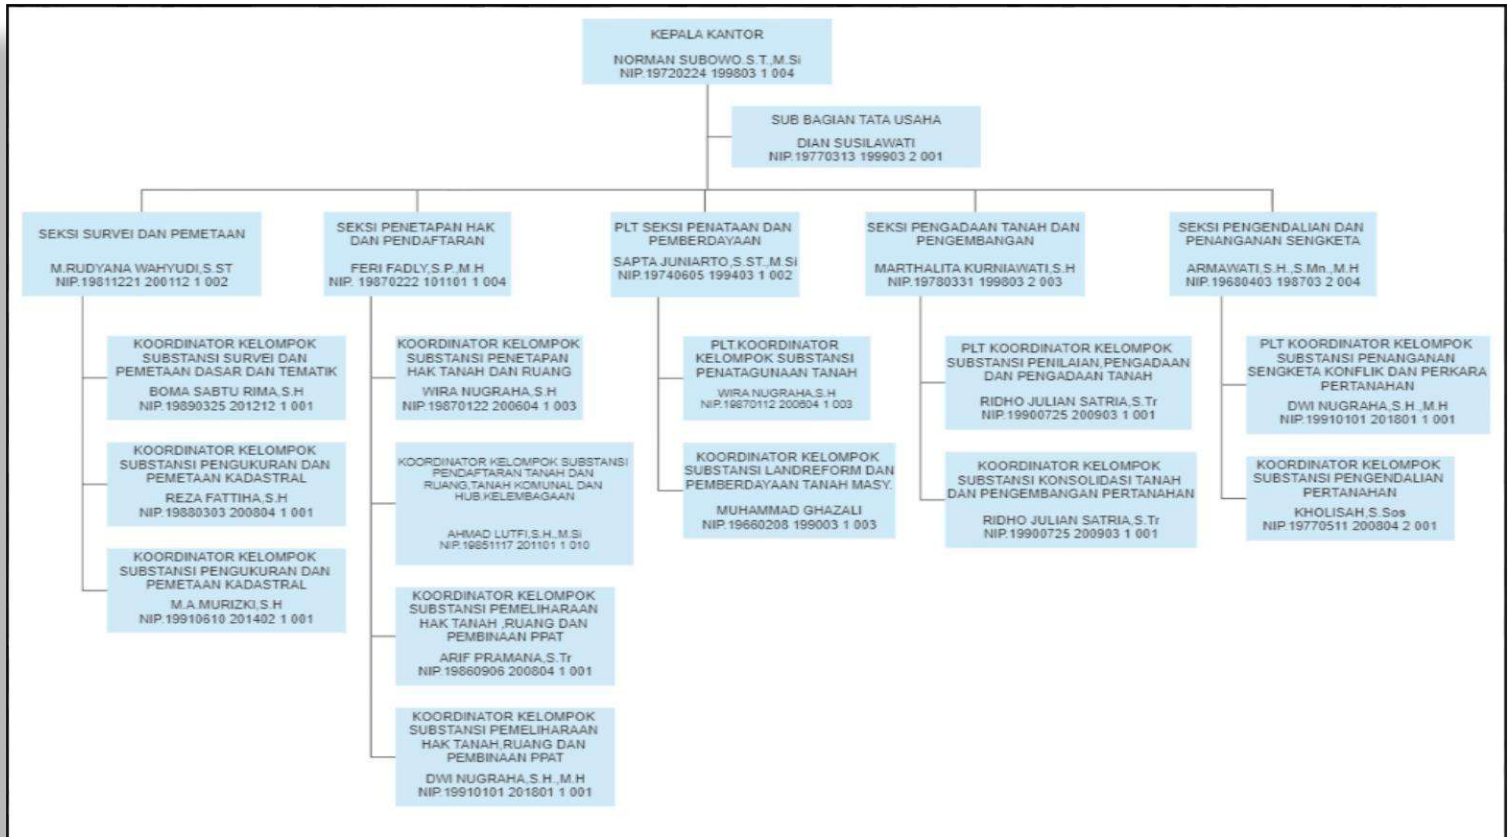 KEPALA KANTOR
NORMAN SUBOWO.S.T.,M.Si
NIP.19720224 199803 1 004
SUB BAGIAN TATA USAHA
DIAN SUSILAWATI
NIP.19770313 199903 2 001
SEKSI SURVEI DAN PEMETAAN
M.RUDYANA WAHYUDI,S.ST
NIP.19811221 200112 1 002
KOORDINATOR KELOMPOK
SUBSTANSI SURVEI DAN
PEMETAAN DASAR DAN TEMATIK
BOMA SABTU RIMA,S.H
NIP.19890325 201212 1 001
KOORDINATOR KELOMPOK
SUBSTANSI PENGUKURAN DAN
PEMETAAN KADASTRAL
REZA FATTIHA,S.H
NIP.19880303 200804 1 001
KOORDINATOR KELOMPOK
SUBSTANSI PENGUKURAN DAN
PEMETAAN KADASTRAL
M.A.MURIZKI,S.H
NIP.19910610 201402 1 001
SEKSI PENETAPAN HAK
DAN PENDAFTARAN
FERI FADLY,S.P.,M.H
NIP. 19870222 101101 1 004
KOORDINATOR KELOMPOK
SUBSTANSI PENETAPAN
HAK TANAH DAN RUANG
WIRA NUGRAHA,S.H
NIP.19870122 200604 1 003
KOORDINATOR KELOMPOK SUBSTANSI
PENDAFTARAN TANAH DAN
RUANG,TANAH KOMUNAL DAN
HUB.KELEMBAGAAN
AHMAD LUTFI,S.H.,M.Si
NIP.19851117 201101 1 010
KOORDINATOR KELOMPOK
SUBSTANSI PEMELIHARAAN
HAK TANAH ,RUANG DAN
PEMBINAAN PPAT
ARIF PRAMANA,S.Tr
NIP.19860906 200804 1 001
KOORDINATOR KELOMPOK
SUBSTANSI PEMELIHARAAN
HAK TANAH,RUANG DAN
PEMBINAAN PPAT
DWI NUGRAHA,S.H.,M.H
NIP.19910101 201801 1 001
PLT SEKSI PENATAAN DAN
PEMBERDAYAAN
SAPTA JUNIARTO,S.ST.,M.Si
NIP.19740605 199403 1 002
PLT.KOORDINATOR
KELOMPOK SUBSTANSI
PENATAGUNAAN TANAH
WIRA NUGRAHA,S.H
NIP.19870112 200604 1 003
KOORDINATOR KELOMPOK
SUBSTANSI LANDREFORM DAN
PEMBERDAYAAN TANAH MASY.
MUHAMMAD GHAZALI
NIP.19660208 199003 1 003
SEKSI PENGADAAN TANAH DAN
PENGEMBANGAN
MARTHALITA KURNIAWATI,S.H
NIP.19780331 199803 2 003
PLT KOORDINATOR KELOMPOK
SUBSTANSI PENILAIAN,PENGADAAN
DAN PENGADAAN TANAH
RIDHO JULIAN SATRIA,S.Tr
NIP.19900725 200903 1 001
KOORDINATOR KELOMPOK
SUBSTANSI KONSOLIDASI TANAH
DAN PENGEMBANGAN PERTANAHAN
RIDHO JULIAN SATRIA,S.Tr
NIP.19900725 200903 1 001
SEKSI PENGENDALIAN DAN
PENANGANAN SENGKETA
ARMAWATI,S.H.,S.Mn.,M.H
NIP.19680403 198703 2 004
PLT KOORDINATOR KELOMPOK
SUBSTANSI PENANGANAN
SENGKETA KONFLIK DAN PERKARA
PERTANAHAN
DWI NUGRAHA,S.H.,M.H
NIP.19910101 201801 1 001
KOORDINATOR KELOMPOK
SUBSTANSI PENGENDALIAN
PERTANAHAN
KHOLISAH,S.Sos
NIP.19770511 200804 2 001